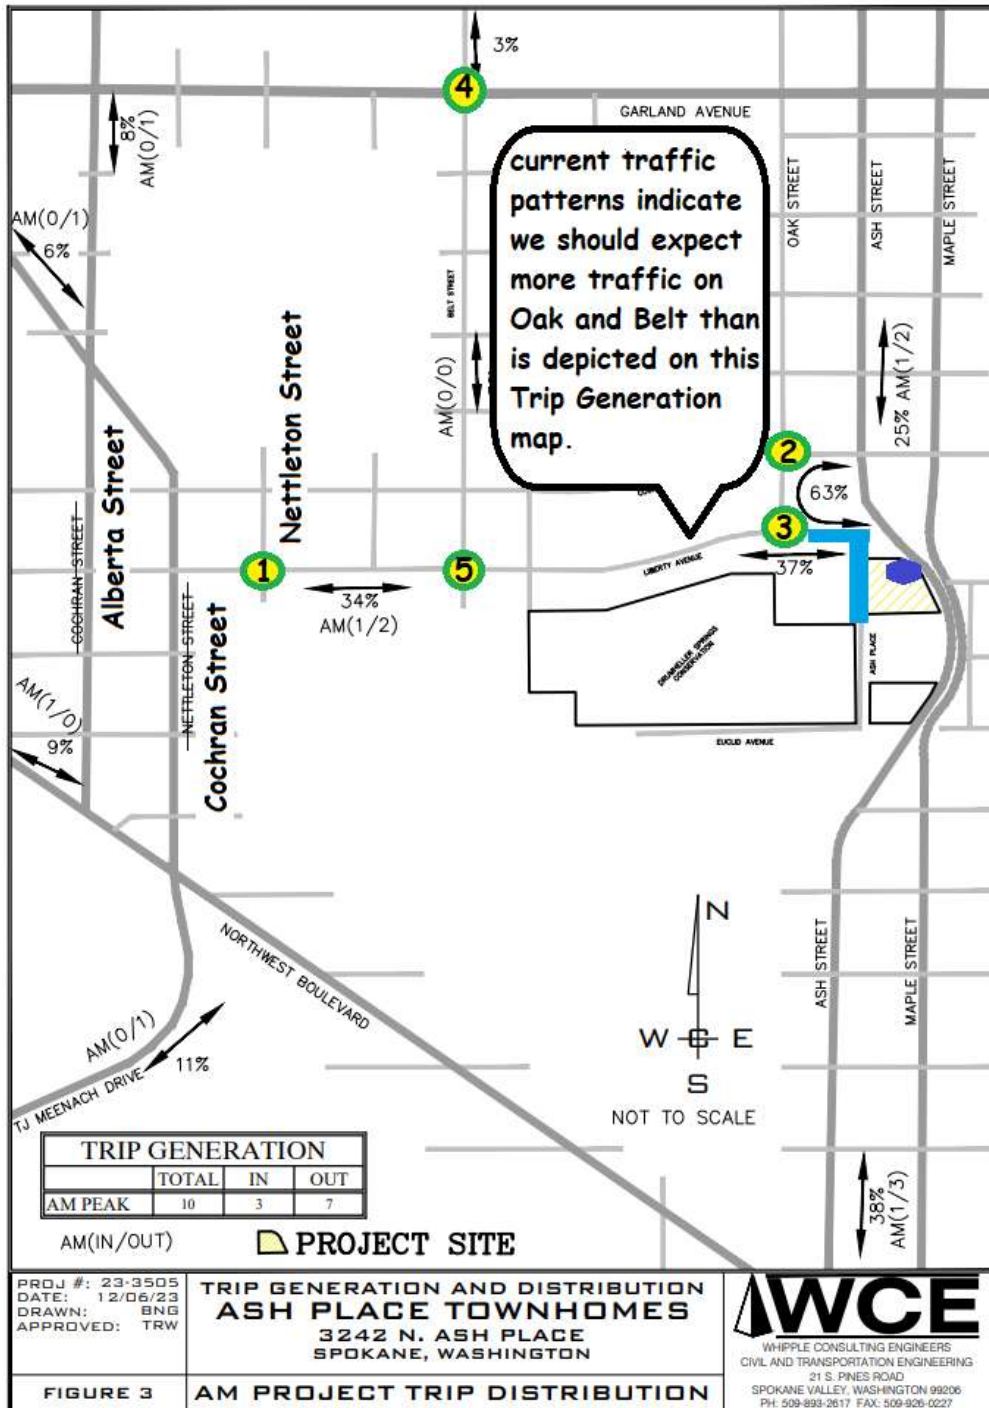 3%
4
GARLAND AVENUE
8%
AM(0/1)
current traffic
patterns indicate
we should expect
more traffic on
Oak and Belt than
is depicted on this
Trip Generation
map.
OAK STREET
ASH STREET
MAPLE STREET
AM(0/1)
6%
BELT STREET
Nettleton Street
AM(0/0)
25% AM(1/2)
2
63%
3
Alberta Street
COCHRAN STREET
1
5
LIBERTY AVENUE
37%
34%
AM(1/2)
NETTLETON STREET
Cochran Street
DRUMHELLER SPRINGS
CONSERVATION
ASH PLACE
AM(1/0)
9%
EUCLID AVENUE
N
NORTHWEST BOULEVARD
ASH STREET
MAPLE STREET
W C E
S
NOT TO SCALE
AM(0/1)
11%
TJ MEENACH DRIVE
TRIP GENERATION
TOTAL IN OUT
AM PEAK 10 3 7
38%
AM(1/3)
AM(IN/OUT)
PROJECT SITE
PROJ #: 23-3505
DATE: 12/06/23
DRAWN: BNG
APPROVED: TRW
FIGURE 3
TRIP GENERATION AND DISTRIBUTION
ASH PLACE TOWNHOMES
3242 N. ASH PLACE
SPOKANE, WASHINGTON
AM PROJECT TRIP DISTRIBUTION
WCE
WHIPPLE CONSULTING ENGINEERS
CIVIL AND TRANSPORTATION ENGINEERING
21 S. PINES ROAD
SPOKANE VALLEY, WASHINGTON 99206
PH: 509-893-2617 FAX: 509-926-0227